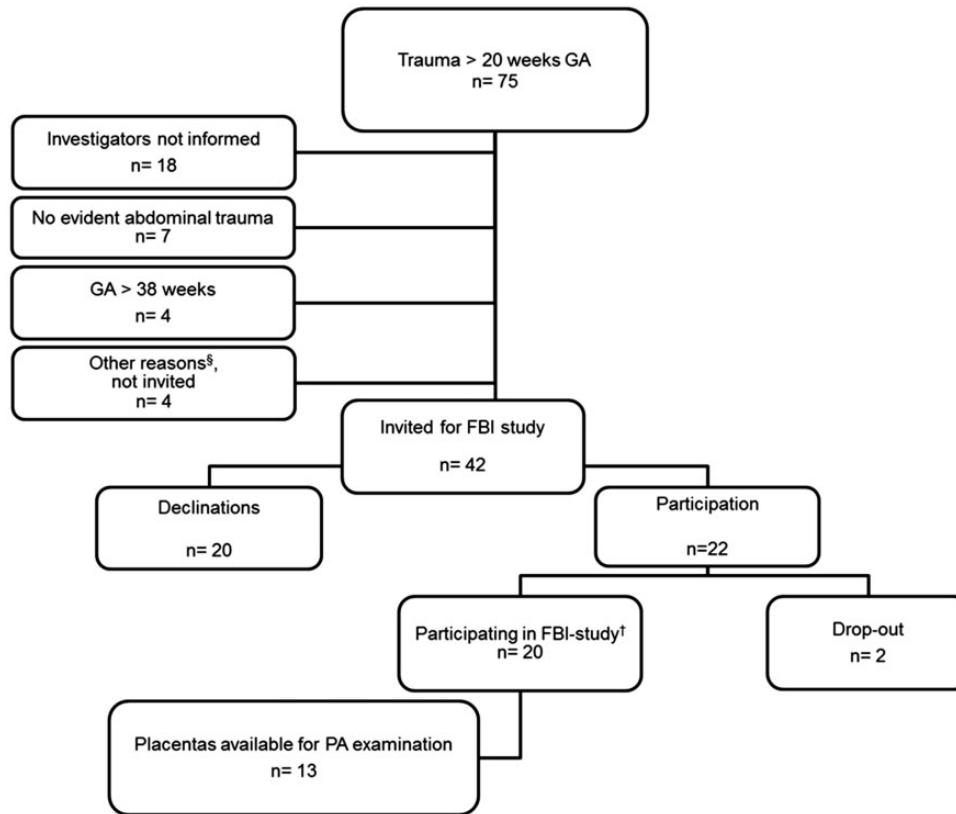 Trauma > 20 weeks GA
n= 75
Investigators not informed
n= 18
No evident abdominal trauma
n= 7
GA > 38 weeks
n= 4
Other reasons§,
not invited
n= 4
Invited for FBI study
n= 42
Declinations
n= 20
Participation
n=22
Participating in FBI-study†
n= 20
Drop-out
n= 2
Placentas available for PA examination
n= 13